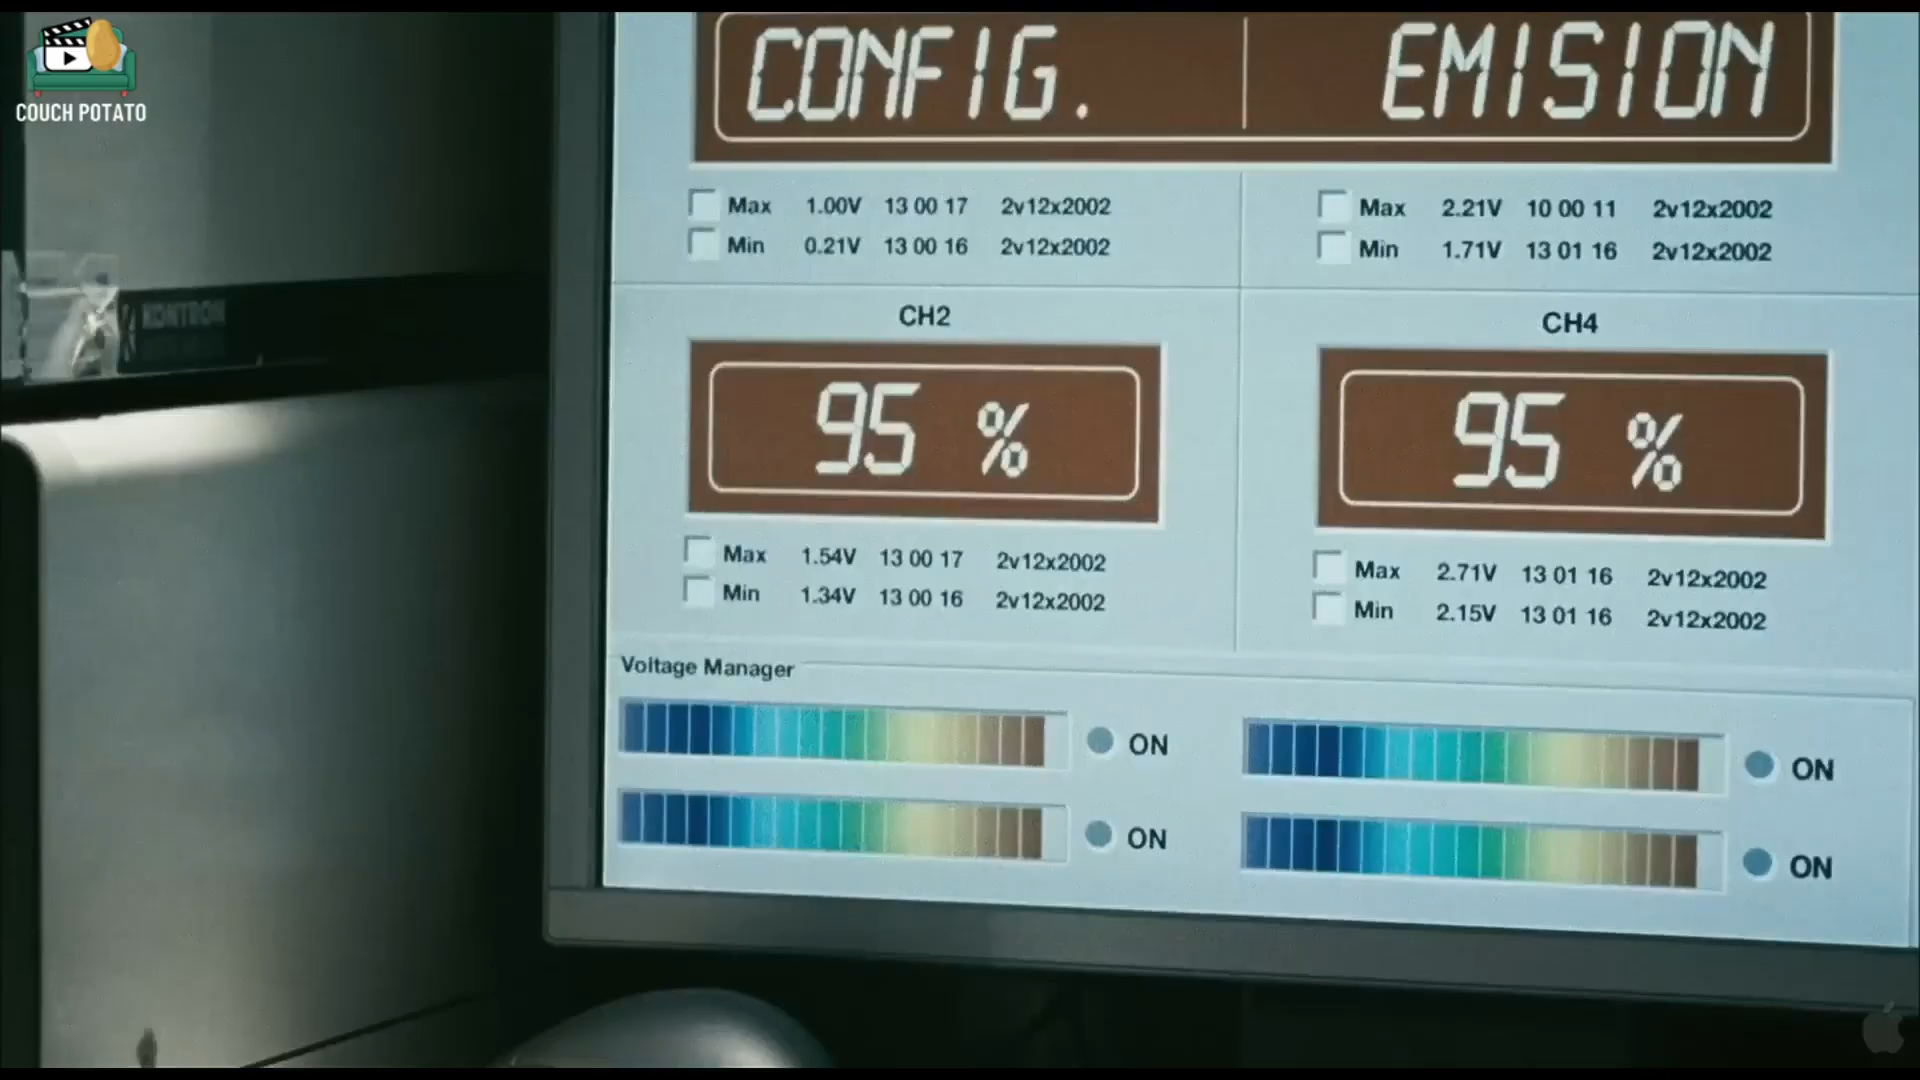 COUCH POTATO
CONFIG. EMISION
Max 1.00V 13 00 17 2v12x2002
Min 0.21V 13 00 16 2v12x2002
Max 2.21V 10 00 11 2v12x2002
Min 1.71V 13 01 16 2v12x2002
CH2
95 %
Max 1.54V 13 00 17 2v12x2002
Min 1.34V 13 00 16 2v12x2002
CH4
95 %
Max 2.71V 13 01 16 2v12x2002
Min 2.15V 13 01 16 2v12x2002
Voltage Manager
ON
ON
ON
ON
KONTRON